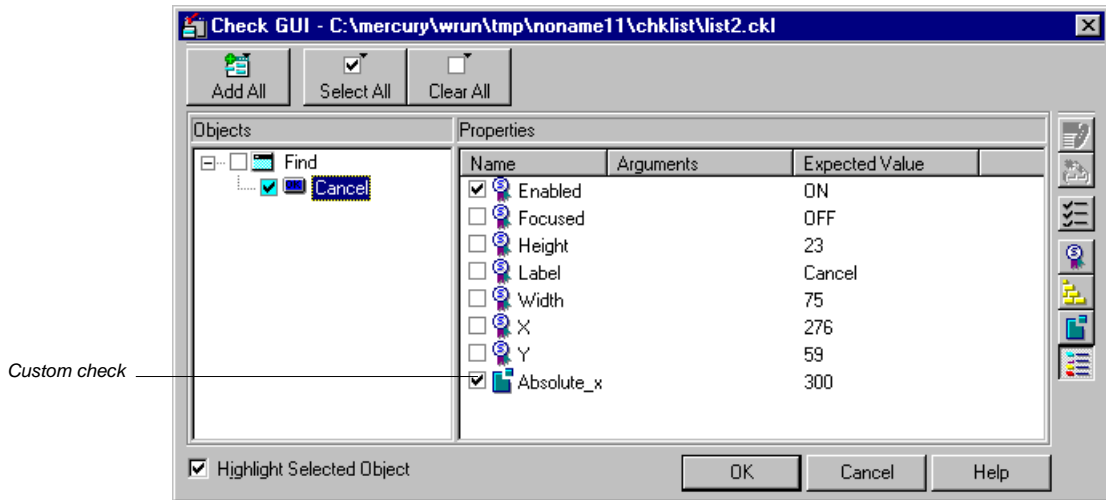 Check GUI - C:\mercury\wrun\tmp\noname11\chklist\list2.ckl
Add All Select All Clear All
Objects Properties
Find
Cancel
Name Arguments Expected Value
Enabled ON
Focused OFF
Height 23
Label Cancel
Width 75
X 276
Y 59
Custom check
Absolute_x 300
Highlight Selected Object
OK Cancel Help